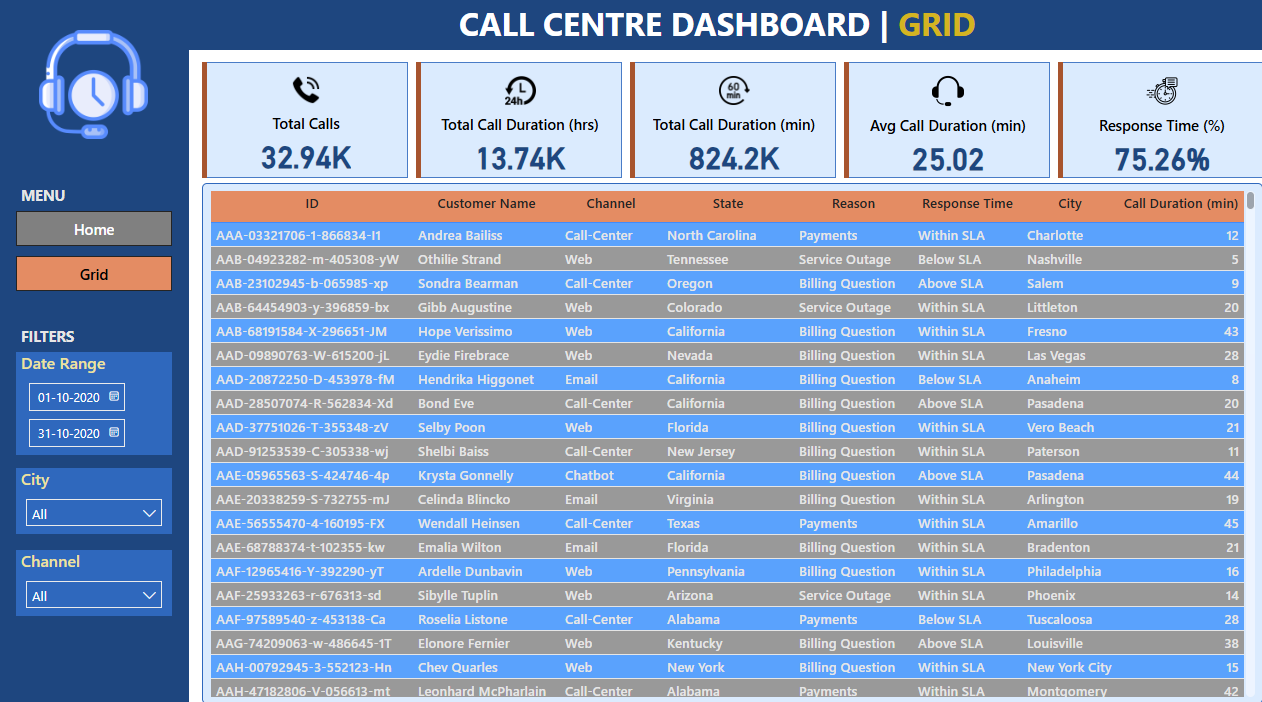 CALL CENTRE DASHBOARD | GRID
24h
60 min
Total Calls
32.94K
Total Call Duration (hrs)
13.74K
Total Call Duration (min)
824.2K
Avg Call Duration (min)
25.02
Response Time (%)
75.26%
MENU
Home
Grid
FILTERS
Date Range
01-10-2020
31-10-2020
City
All
Channel
All
ID Customer Name Channel State Reason Response Time City Call Duration (min)
AAA-03321706-1-866834-I1 Andrea Bailiss Call-Center North Carolina Payments Within SLA Charlotte 12
AAB-04923282-m-405308-yW Othilie Strand Web Tennessee Service Outage Below SLA Nashville 5
AAB-23102945-b-065985-xp Sondra Bearman Call-Center Oregon Billing Question Above SLA Salem 9
AAB-64454903-y-396859-bx Gibb Augustine Web Colorado Service Outage Within SLA Littleton 20
AAB-68191584-X-296651-JM Hope Verissimo Web California Billing Question Within SLA Fresno 43
AAD-09890763-W-615200-jL Eydie Firebrace Web Nevada Billing Question Within SLA Las Vegas 28
AAD-20872250-D-453978-fM Hendrika Higgonet Email California Billing Question Below SLA Anaheim 8
AAD-28507074-R-562834-Xd Bond Eve Call-Center California Billing Question Above SLA Pasadena 20
AAD-37751026-T-355348-zV Selby Poon Web Florida Billing Question Within SLA Vero Beach 21
AAD-91253539-C-305338-wj Shelbi Baiss Call-Center New Jersey Billing Question Within SLA Paterson 11
AAE-05965563-S-424746-4p Krysta Gonnelly Chatbot California Billing Question Above SLA Pasadena 44
AAE-20338259-S-732755-mJ Celinda Blincko Email Virginia Billing Question Within SLA Arlington 19
AAE-56555470-4-160195-FX Wendall Heinsen Call-Center Texas Payments Within SLA Amarillo 45
AAE-68788374-t-102355-kw Emalia Wilton Email Florida Billing Question Within SLA Bradenton 21
AAF-12965416-Y-392290-yT Ardelle Dunbavin Web Pennsylvania Billing Question Within SLA Philadelphia 16
AAF-25933263-r-676313-sd Sibylle Tuplin Web Arizona Service Outage Within SLA Phoenix 14
AAF-97589540-z-453138-Ca Roselia Listone Call-Center Alabama Payments Below SLA Tuscaloosa 28
AAG-74209063-w-486645-1T Elonore Fernier Web Kentucky Billing Question Above SLA Louisville 38
AAH-00792945-3-552123-Hn Chev Quarles Web New York Billing Question Within SLA New York City 15
AAH-47182806-V-056613-mt Leonhard McPharlain Call-Center Alabama Payments Within SLA Montgomery 42